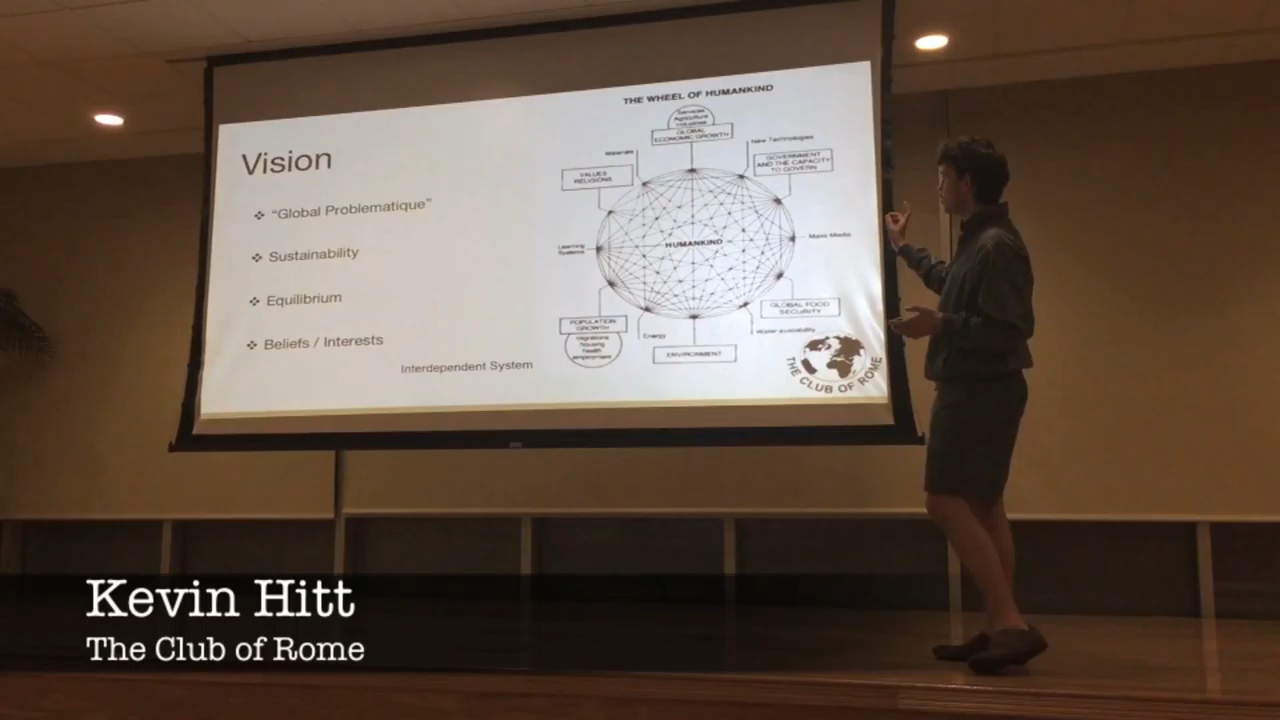 Vision
❖ “Global Problematique”
❖ Sustainability
❖ Equilibrium
❖ Beliefs / Interests
Interdependent System
THE WHEEL OF HUMANKIND
Services
Agriculture
Industries
GLOBAL
ECONOMIC GROWTH
Materials
New Technologies
VALUES
RELIGIONS
GOVERNMENT
AND THE CAPACITY
TO GOVERN
Learning
Systems
HUMANKIND
Mass Media
POPULATION
GROWTH
migrations
housing
health
employment
Energy
ENVIRONMENT
Water availability
GLOBAL FOOD
SECURITY
THE CLUB OF ROME
Kevin Hitt
The Club of Rome